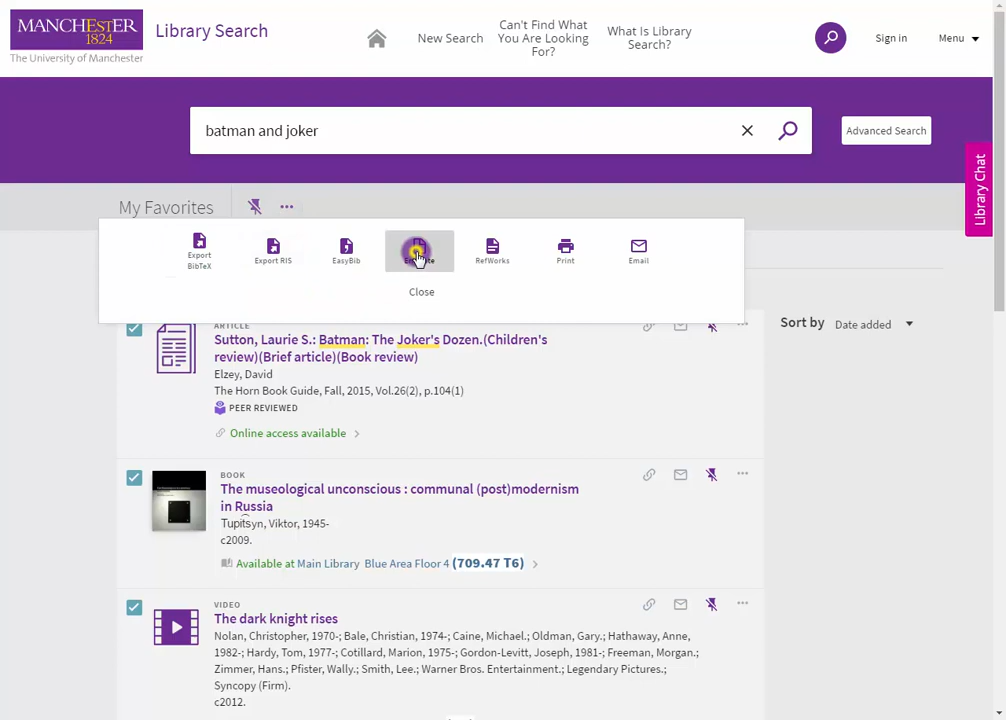 MANCHESTER
1824
The University of Manchester
Library Search
New Search
Can't Find What
You Are Looking
For?
What Is Library
Search?
Sign in
Menu
batman and joker
Advanced Search
Library Chat
My Favorites
Export
BibTeX
Export RIS
EasyBib
RefWorks
Print
Email
Close
ARTICLE
Sutton, Laurie S.: Batman: The Joker's Dozen.(Children's
review)(Brief article)(Book review)
Elzey, David
The Horn Book Guide, Fall, 2015, Vol.26(2), p.104(1)
PEER REVIEWED
Online access available
Sort by Date added
BOOK
The museological unconscious : communal (post)modernism
in Russia
Tupit͡syn, Viktor, 1945-
c2009.
Available at Main Library Blue Area Floor 4 (709.47 T6)
VIDEO
The dark knight rises
Nolan, Christopher, 1970-; Bale, Christian, 1974-; Caine, Michael.; Oldman, Gary.; Hathaway, Anne,
1982-; Hardy, Tom, 1977-; Cotillard, Marion, 1975-; Gordon-Levitt, Joseph, 1981-; Freeman, Morgan.;
Zimmer, Hans.; Pfister, Wally.; Smith, Lee.; Warner Bros. Entertainment.; Legendary Pictures.;
Syncopy (Firm).
c2012.